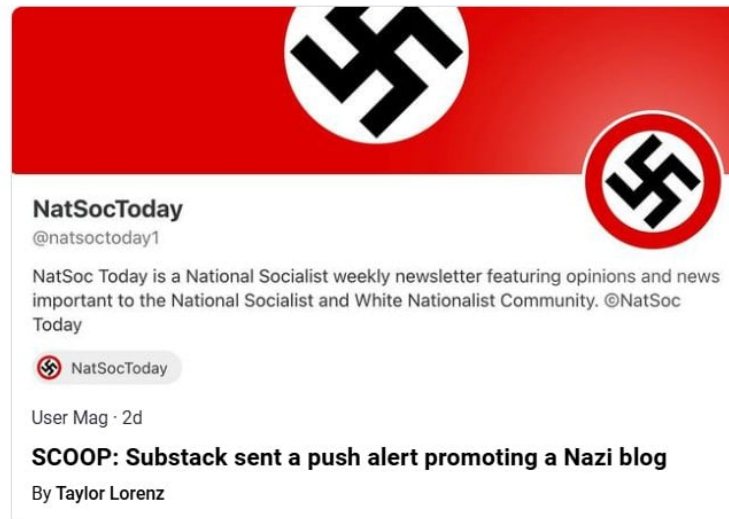 NatSocToday
@natsoctoday1
NatSoc Today is a National Socialist weekly newsletter featuring opinions and news
important to the National Socialist and White Nationalist Community. ©NatSoc
Today
NatSocToday
User Mag · 2d
SCOOP: Substack sent a push alert promoting a Nazi blog
By Taylor Lorenz